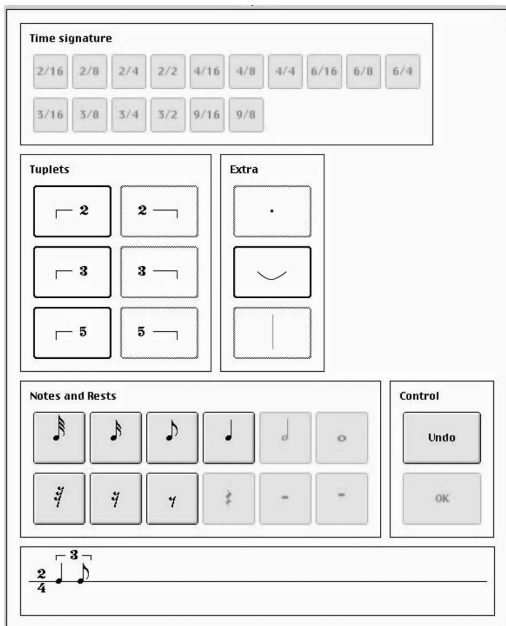 Time signature
2/16 2/8 2/4 2/2 4/16 4/8 4/4 6/16 6/8 6/4
3/16 3/8 3/4 3/2 9/16 9/8
Tuplets
2 2
3 3
5 5
Extra
Notes and Rests
Control
Undo
OK
3
2
4